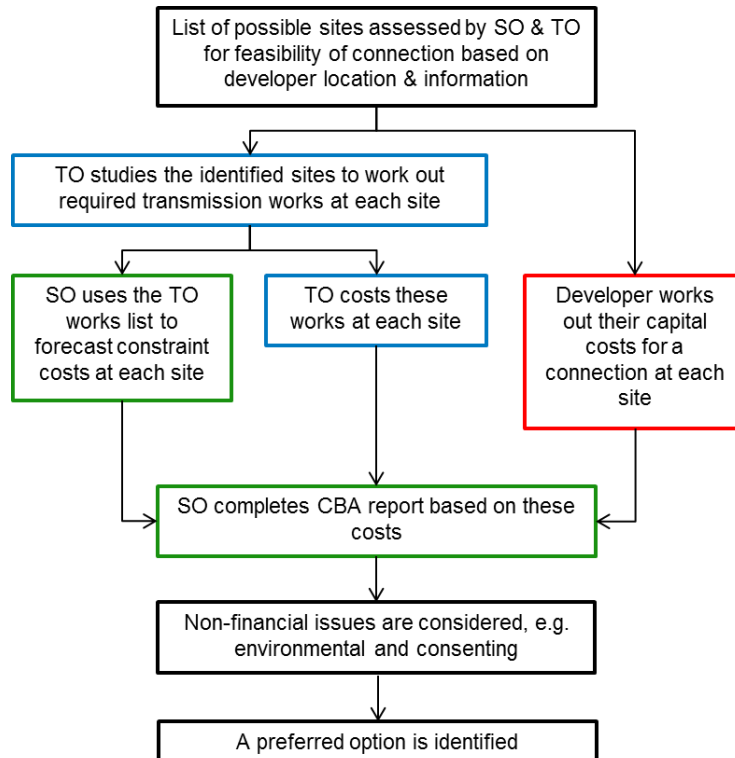 List of possible sites assessed by SO & TO
for feasibility of connection based on
developer location & information
TO studies the identified sites to work out
required transmission works at each site
SO uses the TO
works list to
forecast constraint
costs at each site
TO costs these
works at each site
Developer works
out their capital
costs for a
connection at each
site
SO completes CBA report based on these
costs
Non-financial issues are considered, e.g.
environmental and consenting
A preferred option is identified